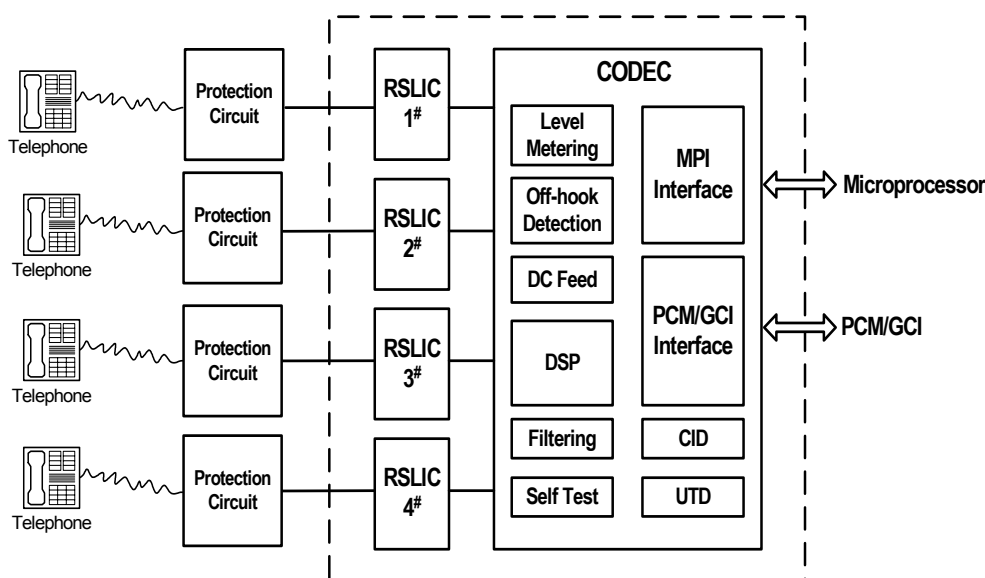 CODEC
Telephone
Protection
Circuit
RSLIC
1#
Telephone
Protection
Circuit
RSLIC
2#
Telephone
Protection
Circuit
RSLIC
3#
Telephone
Protection
Circuit
RSLIC
4#
Level
Metering
Off-hook
Detection
DC Feed
DSP
Filtering
Self Test
MPI
Interface
PCM/GCI
Interface
CID
UTD
Microprocessor
PCM/GCI